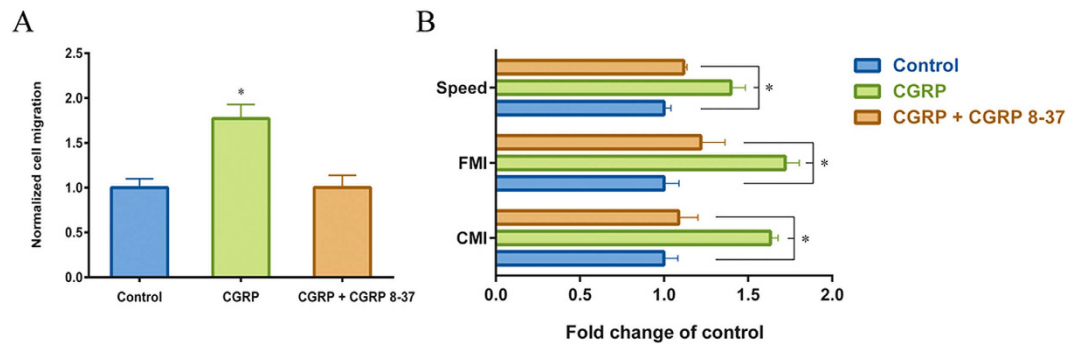 A
Normalized cell migration
2.5
2.0
1.5
1.0
0.5
0.0
*
Control
CGRP
CGRP + CGRP 8-37
B
Speed
FMI
CMI
*
*
*
0.0
0.5
1.0
1.5
2.0
Fold change of control
Control
CGRP
CGRP + CGRP 8-37